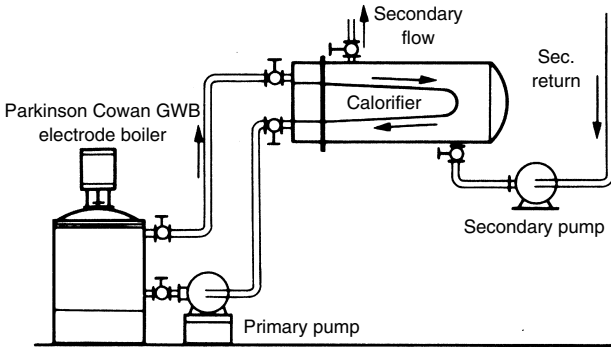 Secondary
flow
Sec.
return
Parkinson Cowan GWB
electrode boiler
Calorifier
Secondary pump
Primary pump